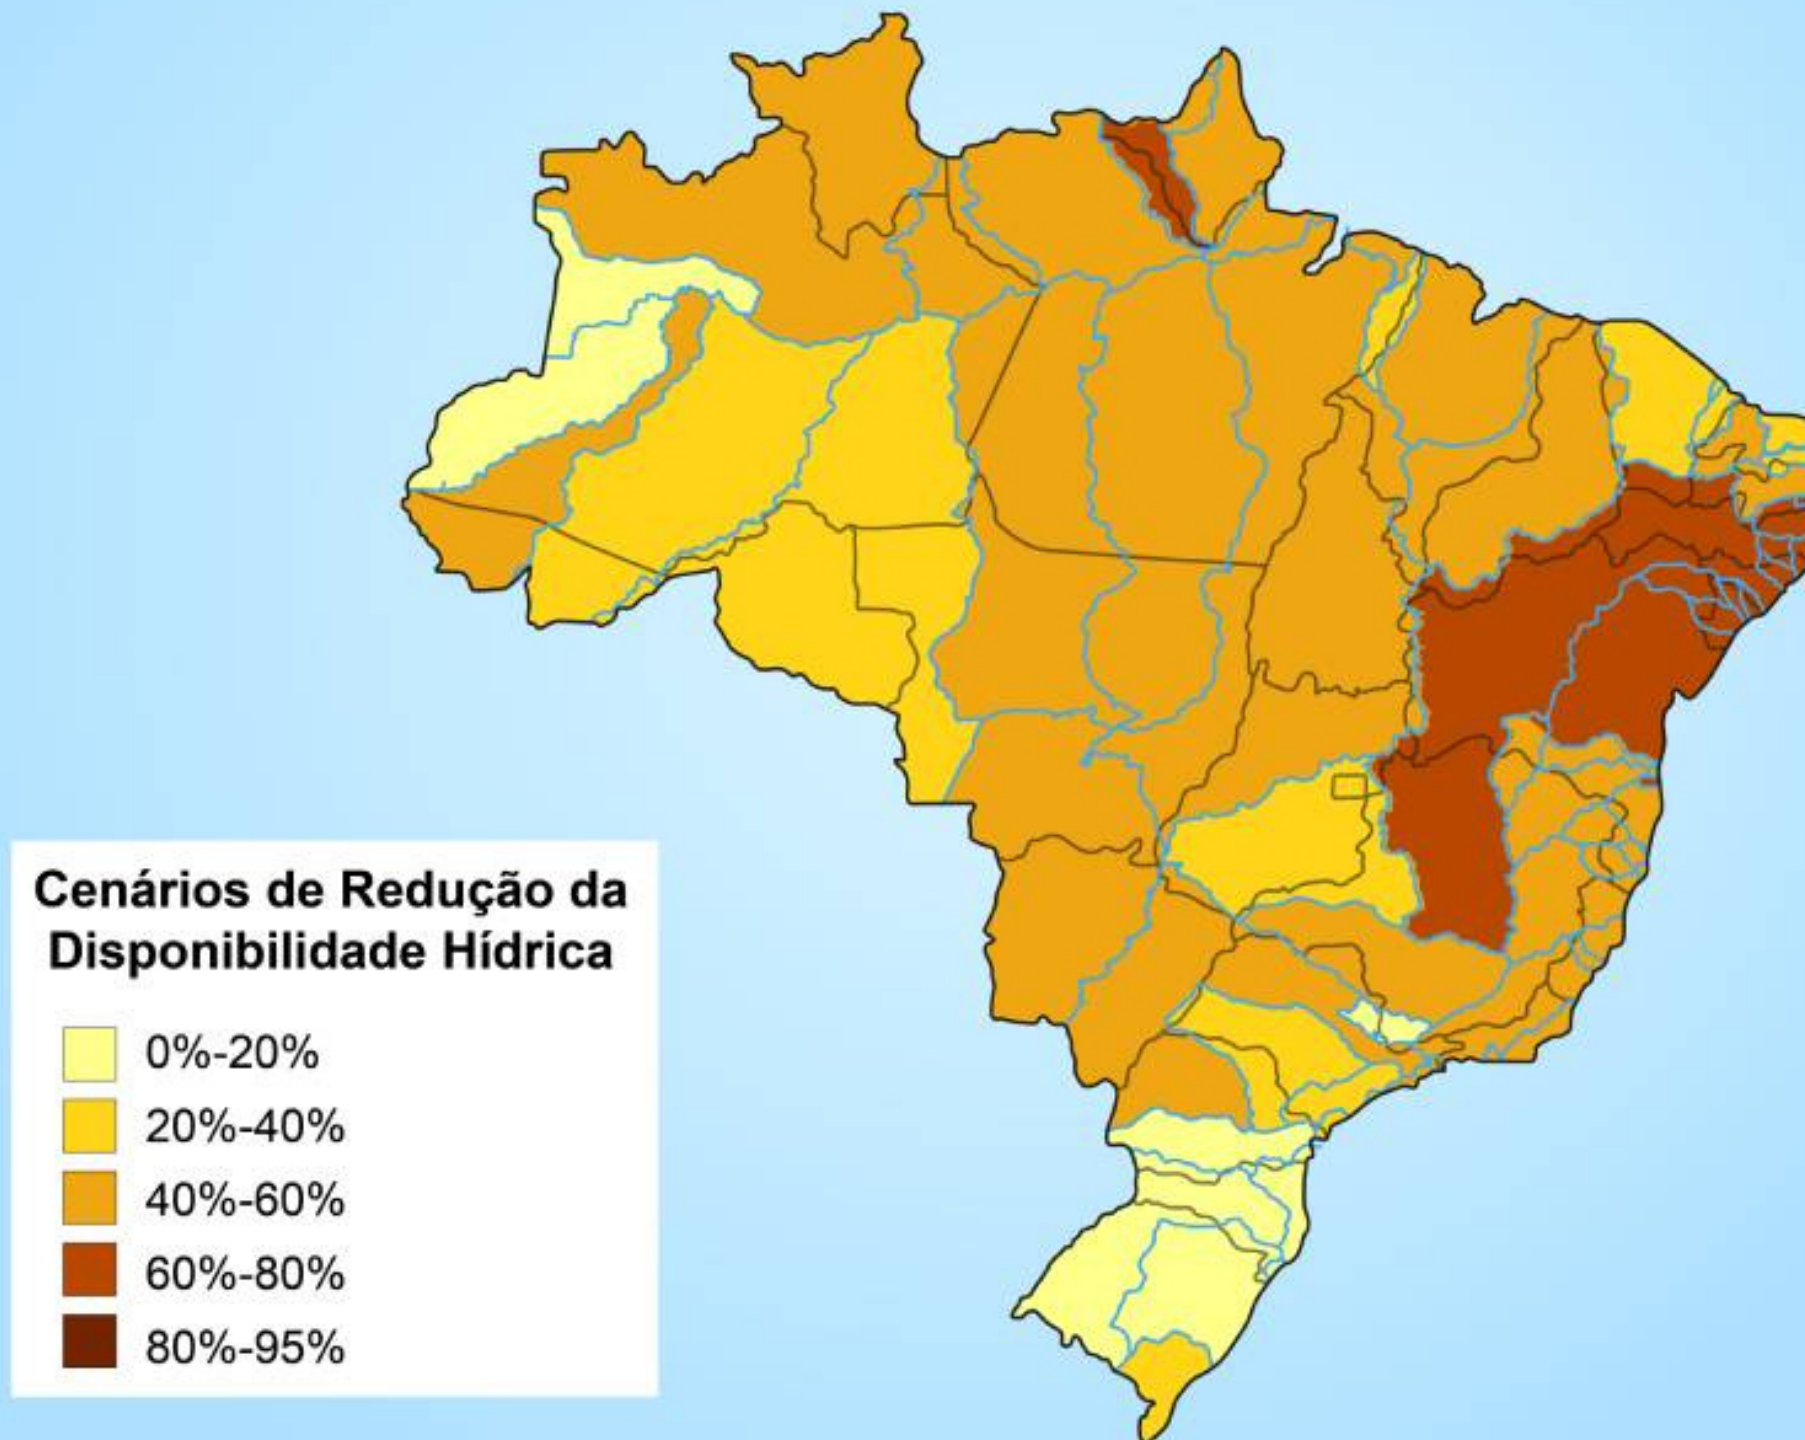 Cenários de Redução da
Disponibilidade Hídrica
0%-20%
20%-40%
40%-60%
60%-80%
80%-95%